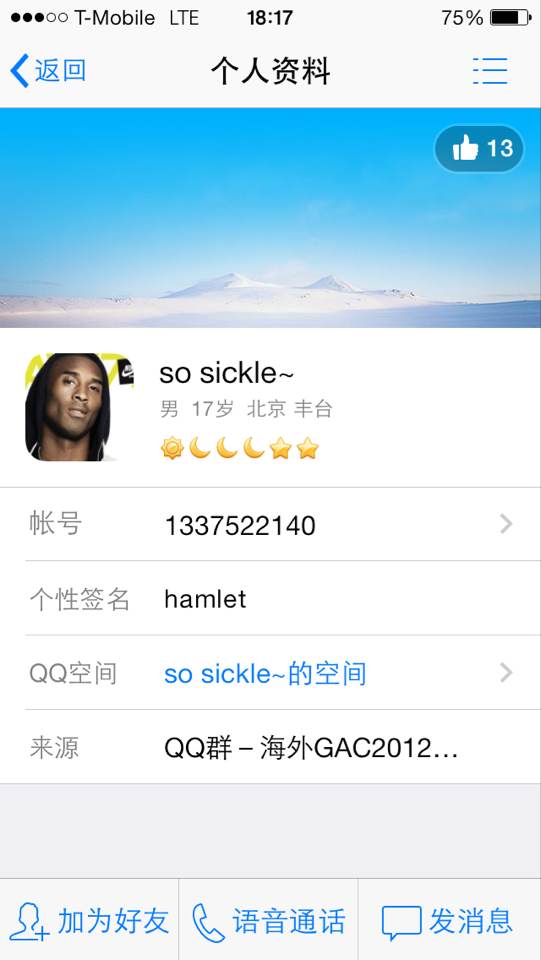 T-Mobile LTE 18:17 75%
返回 个人资料
13
so sickle~
男 17岁 北京 丰台
帐号 1337522140
个性签名 hamlet
QQ空间 so sickle~的空间
来源 QQ群 – 海外GAC2012...
加为好友 语音通话 发消息